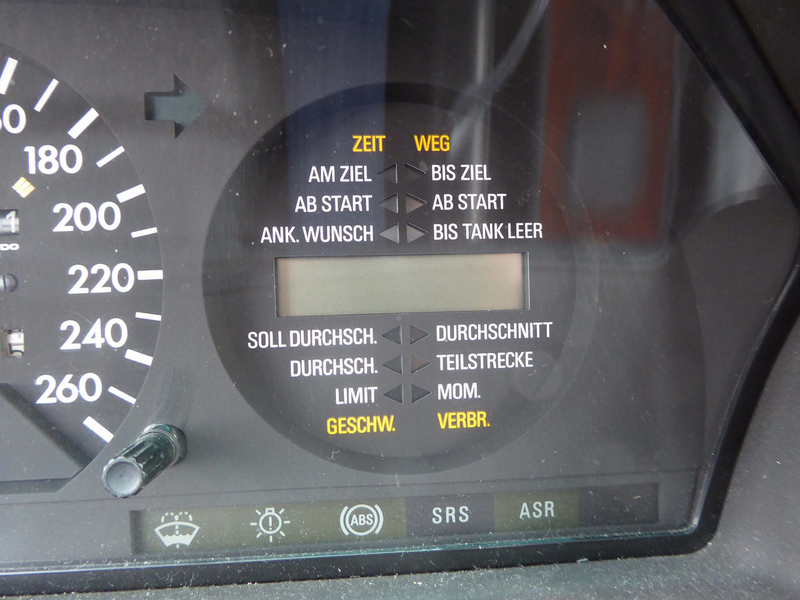 180
200
220
240
260
ZEIT WEG
AM ZIEL BIS ZIEL
AB START AB START
ANK. WUNSCH BIS TANK LEER
SOLL DURCHSCH. DURCHSCHNITT
DURCHSCH. TEILSTRECKE
LIMIT MOM.
GESCHW. VERBR.
ABS SRS ASR